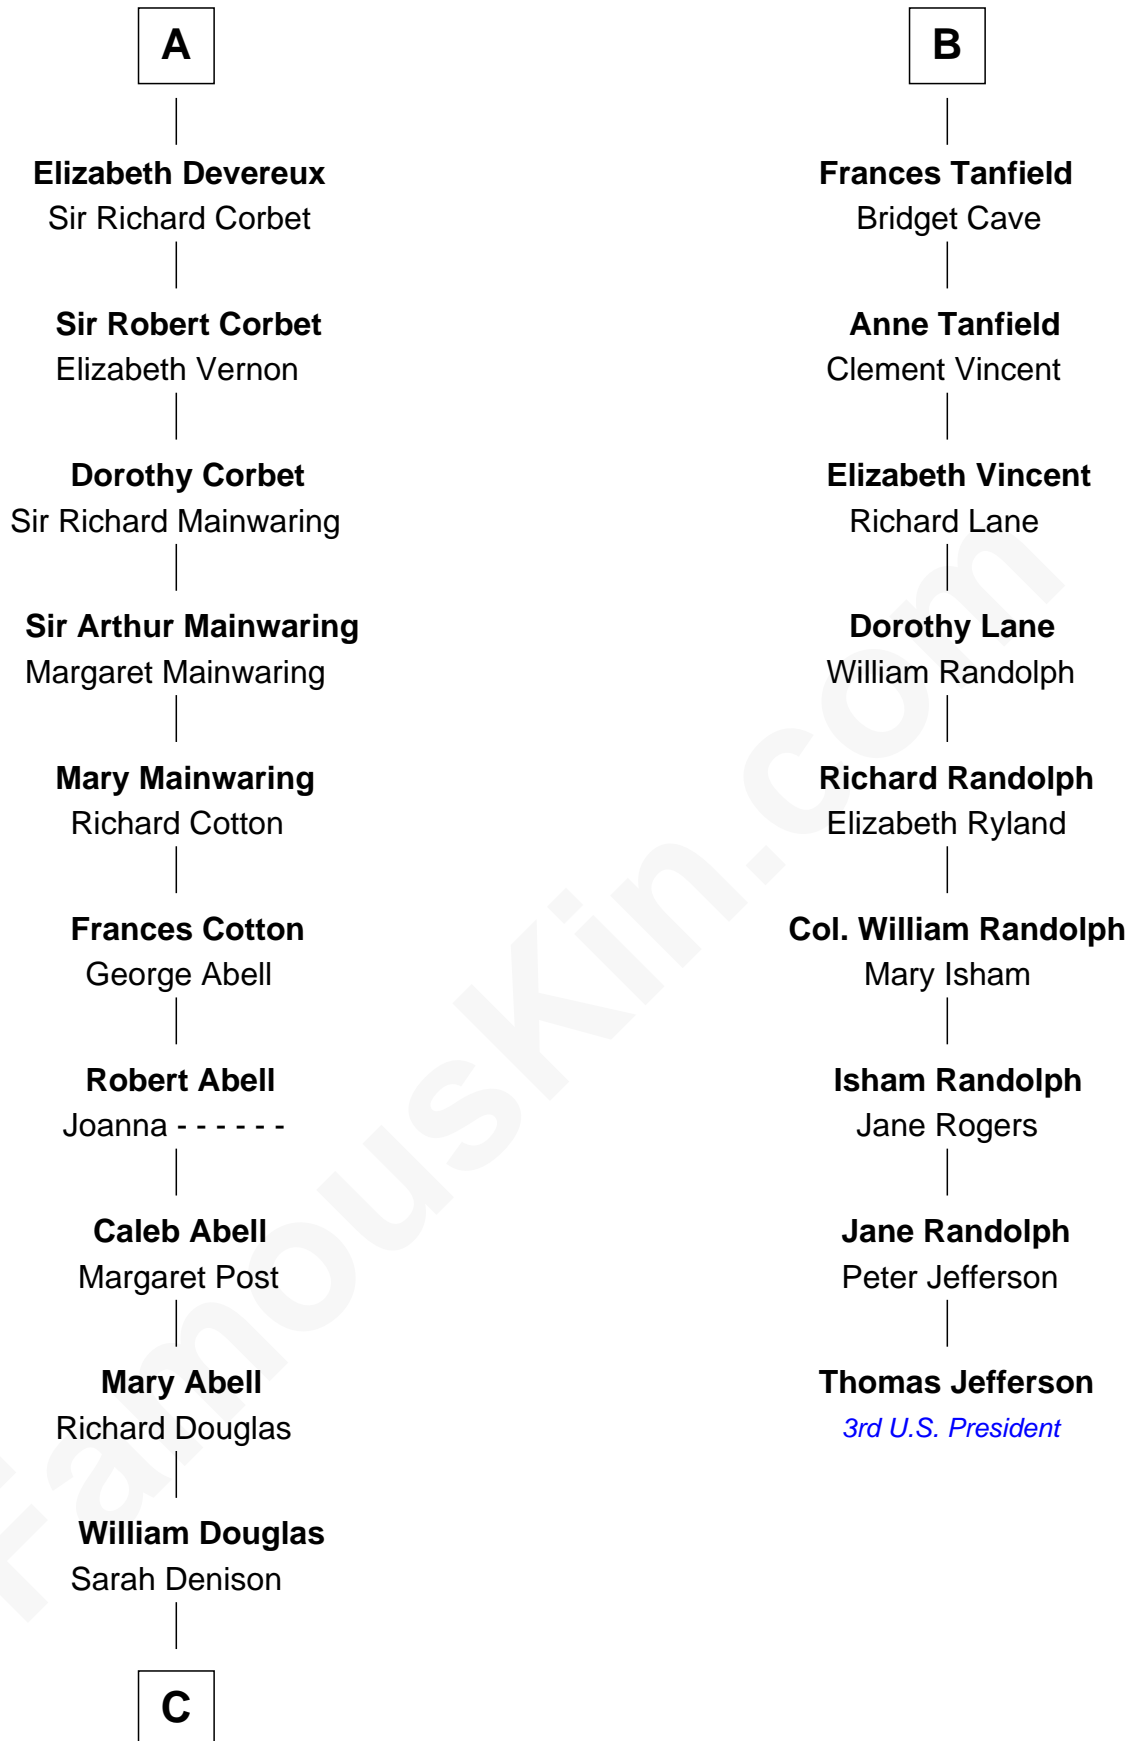 A
Elizabeth Devereux
Sir Richard Corbet
Sir Robert Corbet
Elizabeth Vernon
Dorothy Corbet
Sir Richard Mainwaring
Sir Arthur Mainwaring
Margaret Mainwaring
Mary Mainwaring
Richard Cotton
Frances Cotton
George Abell
Robert Abell
Joanna - - - - - -
Caleb Abell
Margaret Post
Mary Abell
Richard Douglas
William Douglas
Sarah Denison
C
B
Frances Tanfield
Bridget Cave
Anne Tanfield
Clement Vincent
Elizabeth Vincent
Richard Lane
Dorothy Lane
William Randolph
Richard Randolph
Elizabeth Ryland
Col. William Randolph
Mary Isham
Isham Randolph
Jane Rogers
Jane Randolph
Peter Jefferson
Thomas Jefferson
3rd U.S. President
FamousKin.com